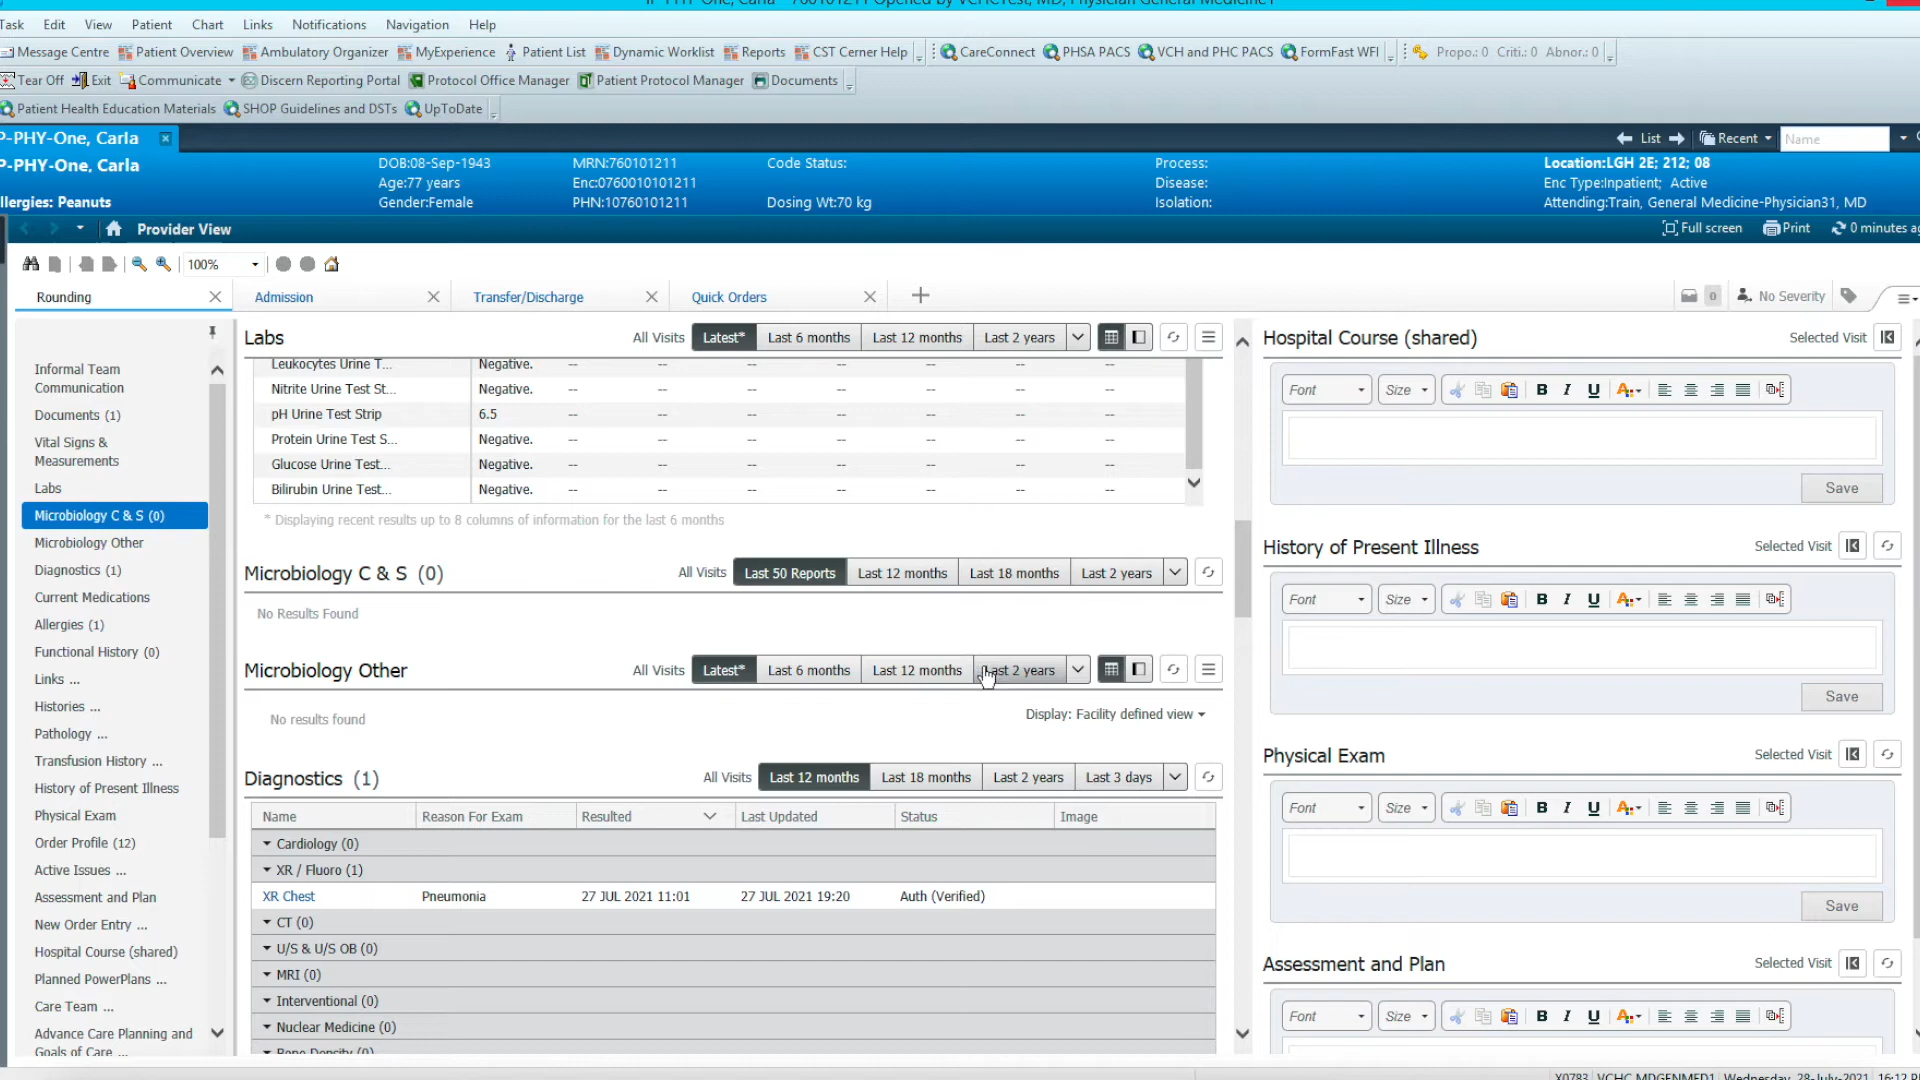 Task Edit View Patient Chart Links Notifications Navigation Help
Message Centre Patient Overview Ambulatory Organizer MyExperience Patient List Dynamic Worklist Reports CST Cerner Help CareConnect PHSA PACS VCH and PHC PACS FormFast WFI Propo.: 0 Criti.: 0 Abnor.: 0
Tear Off Exit Communicate Discern Reporting Portal Protocol Office Manager Patient Protocol Manager Documents
Patient Health Education Materials SHOP Guidelines and DSTs UpToDate
P-PHY-One, Carla List Recent Name
P-PHY-One, Carla DOB:08-Sep-1943 MRN:760101211 Code Status: Process: Location:LGH 2E; 212; 08
Age:77 years Enc:0760010101211 Disease: Enc Type:Inpatient; Active
llergies: Peanuts Gender:Female PHN:10760101211 Dosing Wt:70 kg Isolation: Attending:Train, General Medicine-Physician31, MD
Provider View Full screen Print 0 minutes ag
100%
Rounding Admission Transfer/Discharge Quick Orders 0 No Severity
Informal Team
Communication
Documents (1)
Vital Signs &
Measurements
Labs
Microbiology C & S (0)
Microbiology Other
Diagnostics (1)
Current Medications
Allergies (1)
Functional History (0)
Links ...
Histories ...
Pathology ...
Transfusion History ...
History of Present Illness
Physical Exam
Order Profile (12)
Active Issues ...
Assessment and Plan
New Order Entry ...
Hospital Course (shared)
Planned PowerPlans ...
Care Team ...
Advance Care Planning and
Goals of Care ...
Labs All Visits Latest* Last 6 months Last 12 months Last 2 years
Leukocytes Urine T... Negative. -- -- -- -- -- -- --
Nitrite Urine Test St... Negative. -- -- -- -- -- -- --
pH Urine Test Strip 6.5 -- -- -- -- -- -- --
Protein Urine Test S... Negative. -- -- -- -- -- -- --
Glucose Urine Test... Negative. -- -- -- -- -- -- --
Bilirubin Urine Test... Negative. -- -- -- -- -- -- --
* Displaying recent results up to 8 columns of information for the last 6 months
Microbiology C & S (0) All Visits Last 50 Reports Last 12 months Last 18 months Last 2 years
No Results Found
Microbiology Other All Visits Latest* Last 6 months Last 12 months Last 2 years
No results found Display: Facility defined view
Diagnostics (1) All Visits Last 12 months Last 18 months Last 2 years Last 3 days
Name Reason For Exam Resulted Last Updated Status Image
Cardiology (0)
XR / Fluoro (1)
XR Chest Pneumonia 27 JUL 2021 11:01 27 JUL 2021 19:20 Auth (Verified)
CT (0)
U/S & U/S OB (0)
MRI (0)
Interventional (0)
Nuclear Medicine (0)
Bone Density (0)
Hospital Course (shared) Selected Visit
Font Size B I U A
Save
History of Present Illness Selected Visit
Font Size B I U A
Save
Physical Exam Selected Visit
Font Size B I U A
Save
Assessment and Plan Selected Visit
Font Size B I U A
X0783 VCHC MDGENMED1 Wednesday, 28-July-2021 16:12 P